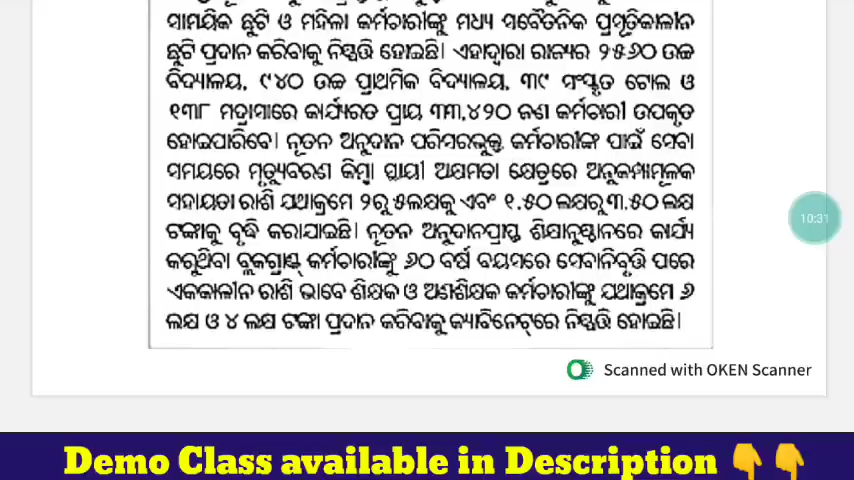 ସାମୟିକ ଛୁଟି ଓ ମହିଳା କର୍ମଚାରୀଙ୍କୁ ମଧ୍ୟ ସବେତନିକ ପ୍ରସୂତିକାଳୀନ
ଛୁଟି ପ୍ରଦାନ କରିବାକୁ ନିଷ୍ପତ୍ତି ହୋଇଛି। ଏହାଦ୍ୱାରା ରାଜ୍ୟର ୨୫୬୦ ଉଚ୍ଚ
ବିଦ୍ୟାଳୟ, ୯୪୦ ଉଚ୍ଚ ପ୍ରାଥମିକ ବିଦ୍ୟାଳୟ, ୩୯ ସଂସ୍କୃତ ଟୋଲ ଓ
୧୩୮ ମଦ୍ରାସାରେ କାର୍ଯ୍ୟରତ ପ୍ରାୟ ୩୩,୪୨୦ ଜଣ କର୍ମଚାରୀ ଉପକୃତ
ହୋଇପାରିବେ। ନୂତନ ଅନୁଦାନ ପରିସରଭୁକ୍ତ କର୍ମଚାରୀଙ୍କ ପାଇଁ ସେବା
ସମୟରେ ମୃତ୍ୟୁବରଣ କିମ୍ବା ସ୍ଥାୟୀ ଅକ୍ଷମତା କ୍ଷେତ୍ରରେ ଅନୁକମ୍ପାମୂଳକ
ସହାୟତା ରାଶି ଯଥାକ୍ରମେ ୨ରୁ ୫ଲକ୍ଷକୁ ଏବଂ ୧.୫୦ ଲକ୍ଷରୁ ୩.୫୦ ଲକ୍ଷ
ଟଙ୍କାକୁ ବୃଦ୍ଧି କରାଯାଇଛି। ନୂତନ ଅନୁଦାନପ୍ରାପ୍ତ ଶିକ୍ଷାନୁଷ୍ଠାନରେ କାର୍ଯ୍ୟ
କରୁଥିବା ବ୍ଲକଗ୍ରାଣ୍ଟ କର୍ମଚାରୀଙ୍କୁ ୬୦ ବର୍ଷ ବୟସରେ ସେବାନିବୃତ୍ତି ପରେ
ଏକକାଳୀନ ରାଶି ଭାବେ ଶିକ୍ଷକ ଓ ଅଣଶିକ୍ଷକ କର୍ମଚାରୀଙ୍କୁ ଯଥାକ୍ରମେ ୬
ଲକ୍ଷ ଓ ୪ ଲକ୍ଷ ଟଙ୍କା ପ୍ରଦାନ କରିବାକୁ କ୍ୟାବିନେଟ୍‌ରେ ନିଷ୍ପତ୍ତି ହୋଇଛି।
10:31
Scanned with OKEN Scanner
Demo Class available in Description 👇👇